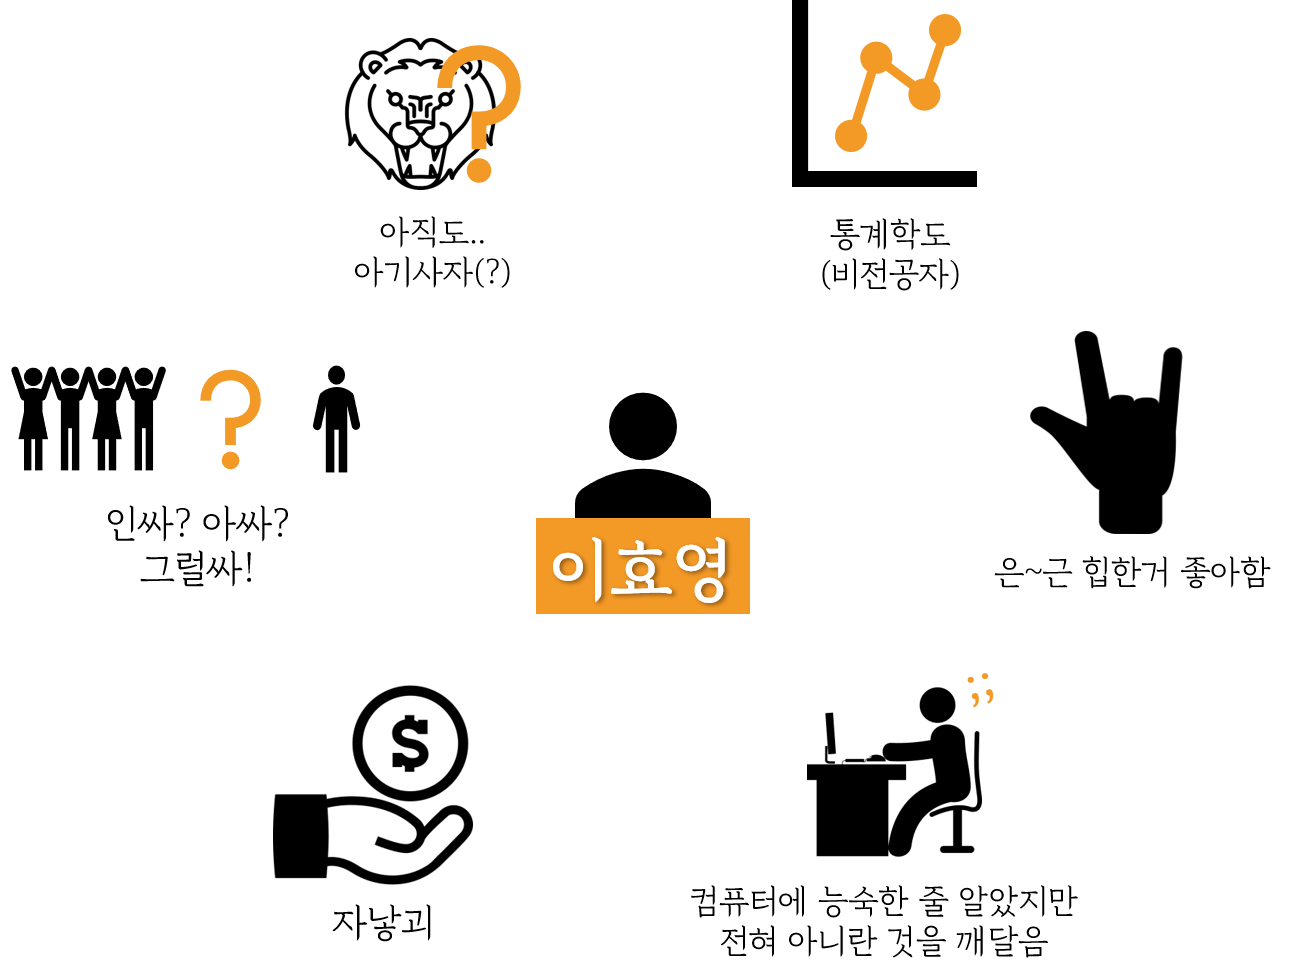 아직도..
아기사자(?)
통계학도
(비전공자)
인싸? 아싸?
그럴싸!
이효영
은~근 힙한거 좋아함
자낳괴
컴퓨터에 능숙한 줄 알았지만
전혀 아니란 것을 깨달음